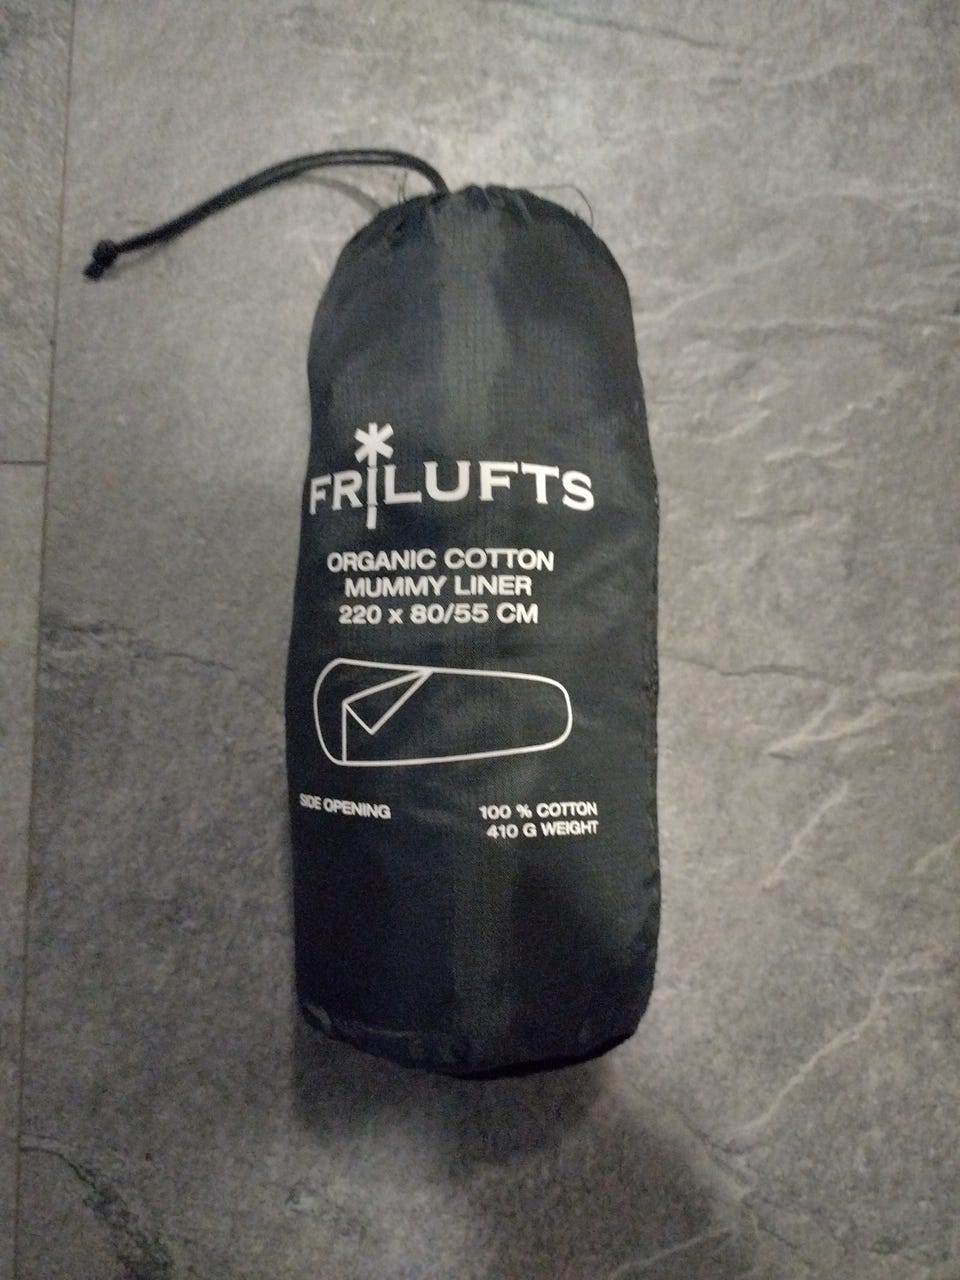 FRILUFTS
ORGANIC COTTON
MUMMY LINER
220 x 80/55 CM
SIDE OPENING
100 % COTTON
410 G WEIGHT